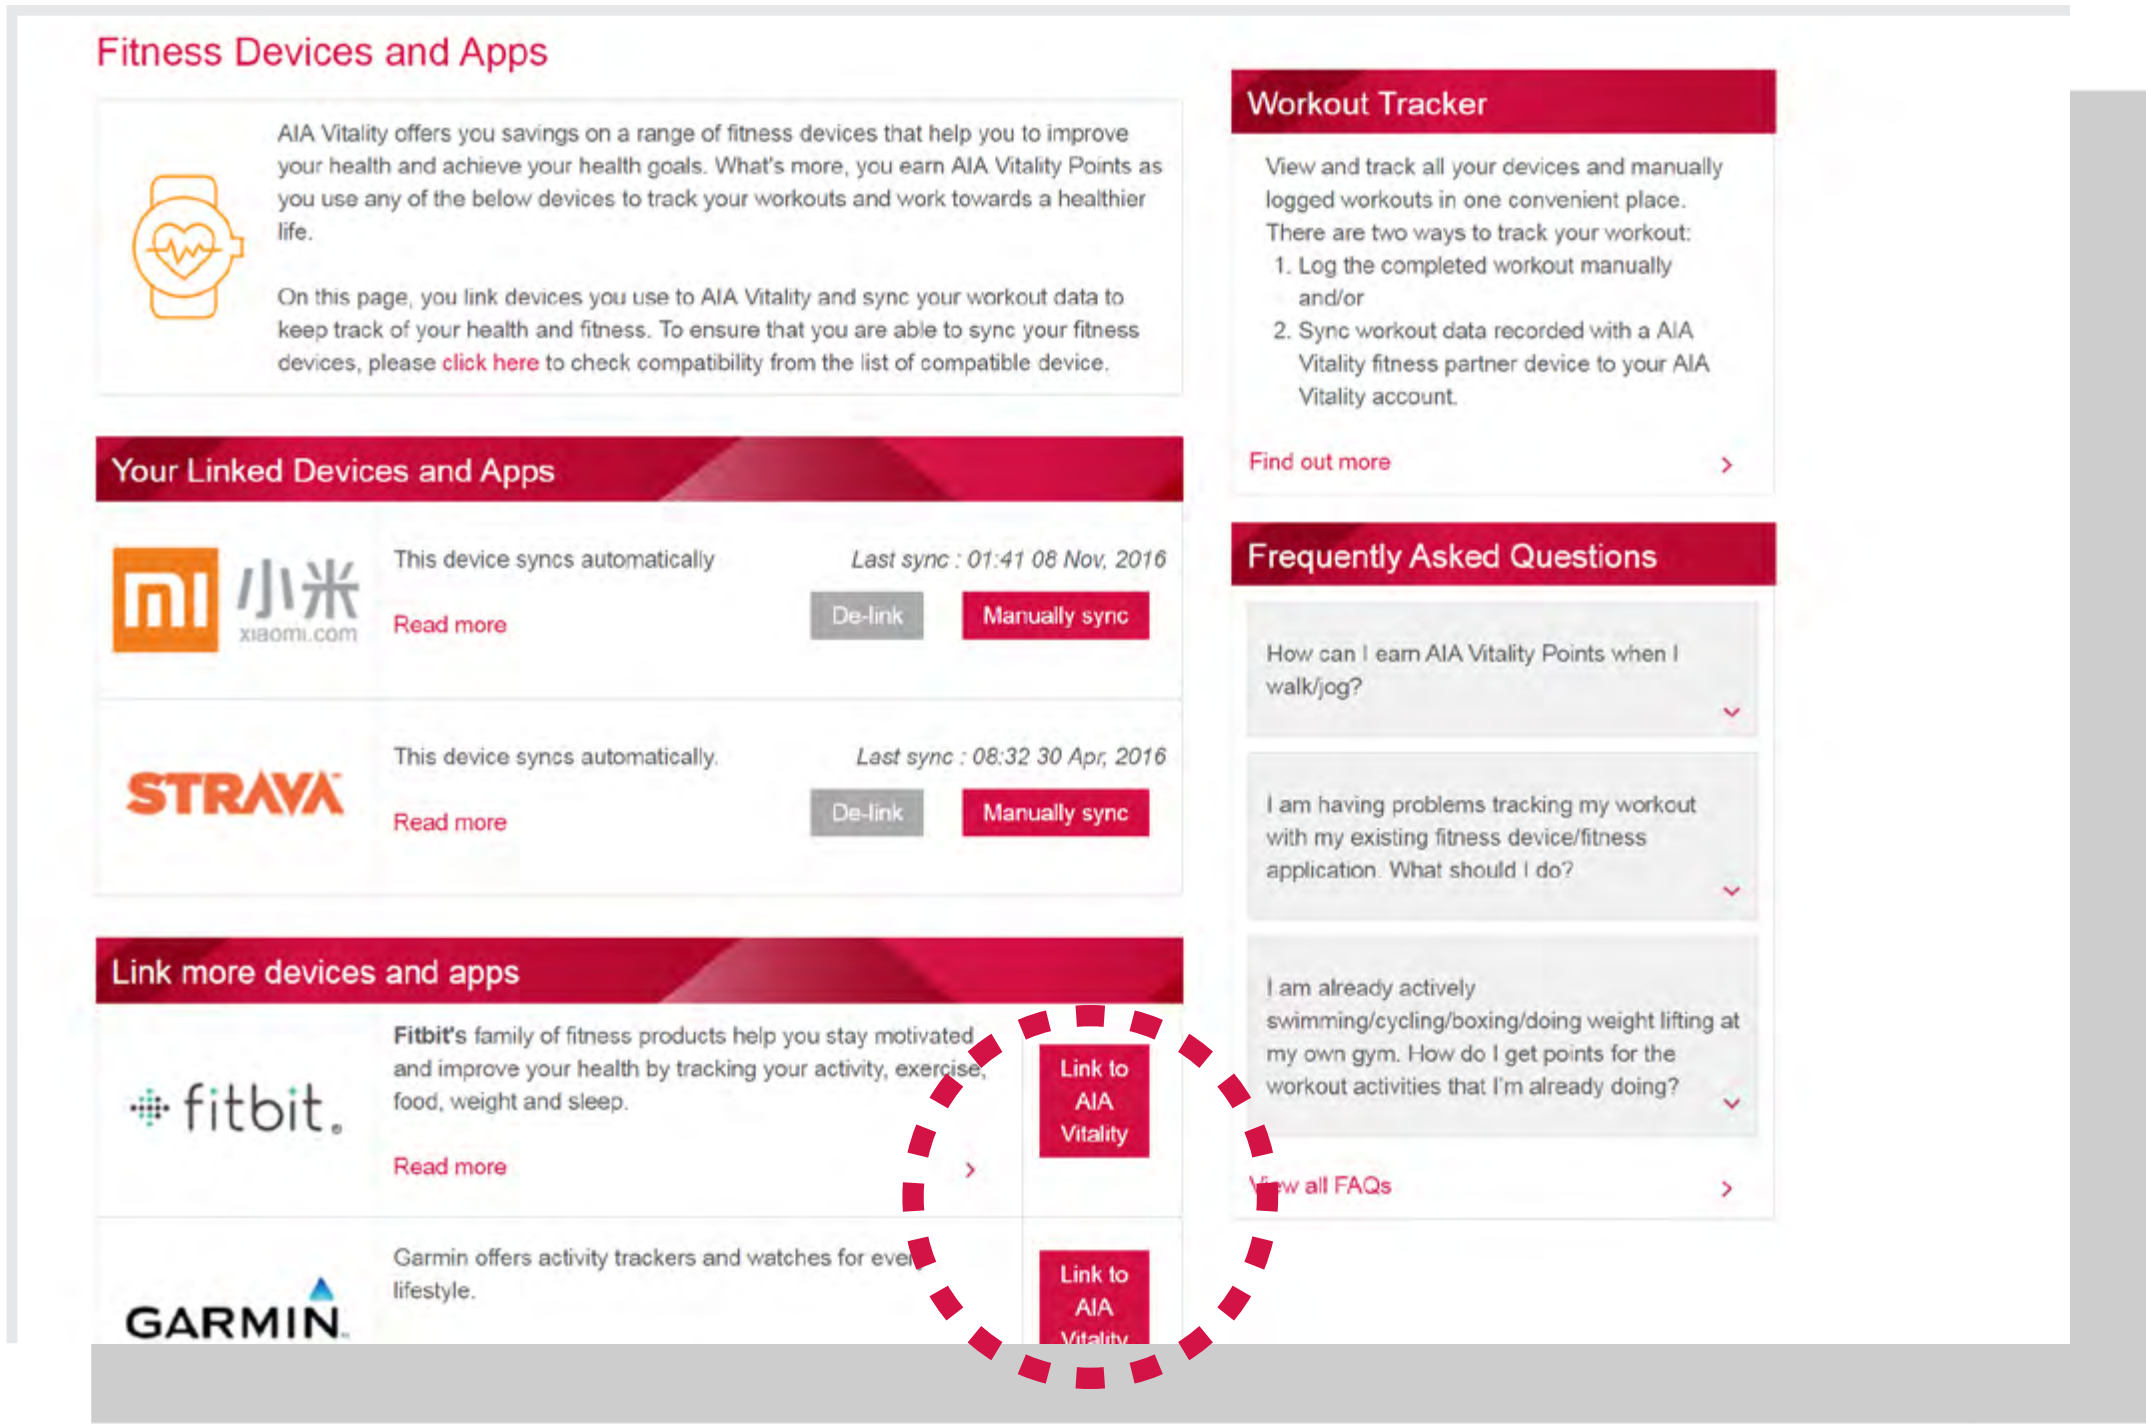 Fitness Devices and Apps
AIA Vitality offers you savings on a range of fitness devices that help you to improve
your health and achieve your health goals. What's more, you earn AIA Vitality Points as
you use any of the below devices to track your workouts and work towards a healthier
life.
On this page, you link devices you use to AIA Vitality and sync your workout data to
keep track of your health and fitness. To ensure that you are able to sync your fitness
devices, please click here to check compatibility from the list of compatible device.
Your Linked Devices and Apps
mi 小米
xiaomi.com
This device syncs automatically
Last sync : 01:41 08 Nov, 2016
Read more
De-link
Manually sync
STRAVA
This device syncs automatically.
Last sync : 08:32 30 Apr, 2016
Read more
De-link
Manually sync
Link more devices and apps
fitbit.
Fitbit's family of fitness products help you stay motivated
and improve your health by tracking your activity, exercise,
food, weight and sleep.
Read more
Link to
AIA
Vitality
GARMIN
Garmin offers activity trackers and watches for
lifestyle.
Link to
AIA
Vitality
Workout Tracker
View and track all your devices and manually
logged workouts in one convenient place.
There are two ways to track your workout:
1. Log the completed workout manually
and/or
2. Sync workout data recorded with a AIA
Vitality fitness partner device to your AIA
Vitality account.
Find out more
Frequently Asked Questions
How can I earn AIA Vitality Points when I
walk/jog?
I am having problems tracking my workout
with my existing fitness device/fitness
application. What should I do?
I am already actively
swimming/cycling/boxing/doing weight lifting at
my own gym. How do I get points for the
workout activities that I'm already doing?
View all FAQs